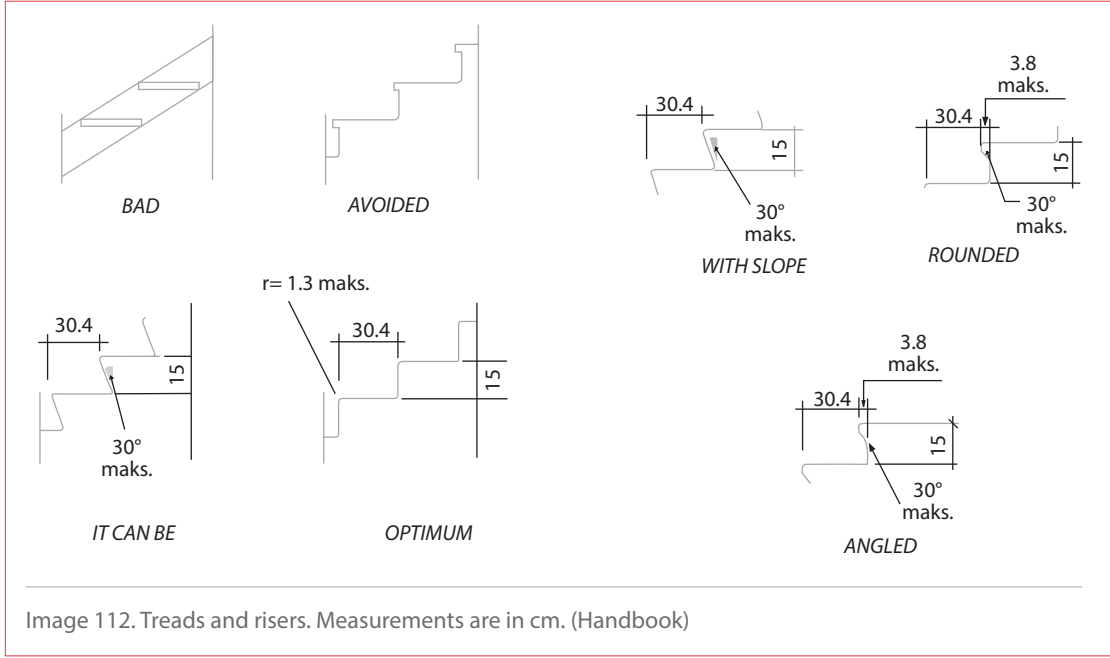 BAD
AVOIDED
30.4
15
30°
maks.
WITH SLOPE
3.8
maks.
30.4
15
30°
maks.
ROUNDED
30.4
15
30°
maks.
IT CAN BE
r= 1.3 maks.
30.4
15
OPTIMUM
3.8
maks.
30.4
15
30°
maks.
ANGLED
Image 112. Treads and risers. Measurements are in cm. (Handbook)